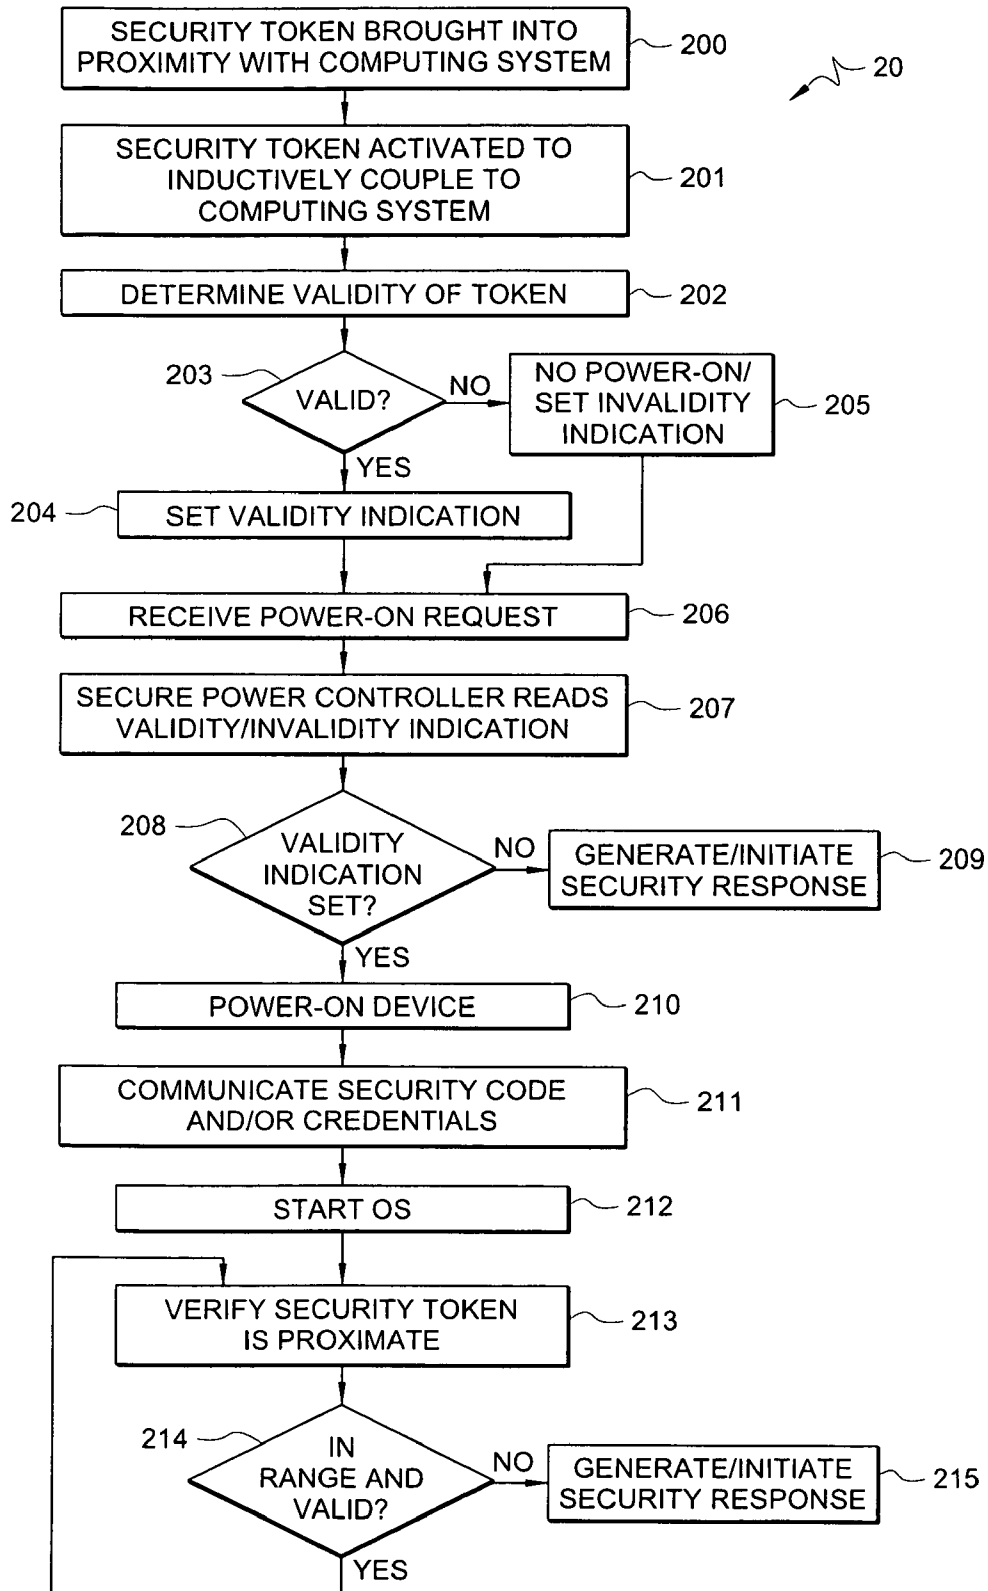 SECURITY TOKEN BROUGHT INTO
PROXIMITY WITH COMPUTING SYSTEM
200
20
SECURITY TOKEN ACTIVATED TO
INDUCTIVELY COUPLE TO
COMPUTING SYSTEM
201
DETERMINE VALIDITY OF TOKEN
202
203
VALID?
NO
NO POWER-ON/
SET INVALIDITY
INDICATION
205
YES
204
SET VALIDITY INDICATION
RECEIVE POWER-ON REQUEST
206
SECURE POWER CONTROLLER READS
VALIDITY/INVALIDITY INDICATION
207
208
VALIDITY
INDICATION
SET?
NO
GENERATE/INITIATE
SECURITY RESPONSE
209
YES
POWER-ON DEVICE
210
COMMUNICATE SECURITY CODE
AND/OR CREDENTIALS
211
START OS
212
VERIFY SECURITY TOKEN
IS PROXIMATE
213
214
IN
RANGE AND
VALID?
NO
GENERATE/INITIATE
SECURITY RESPONSE
215
YES